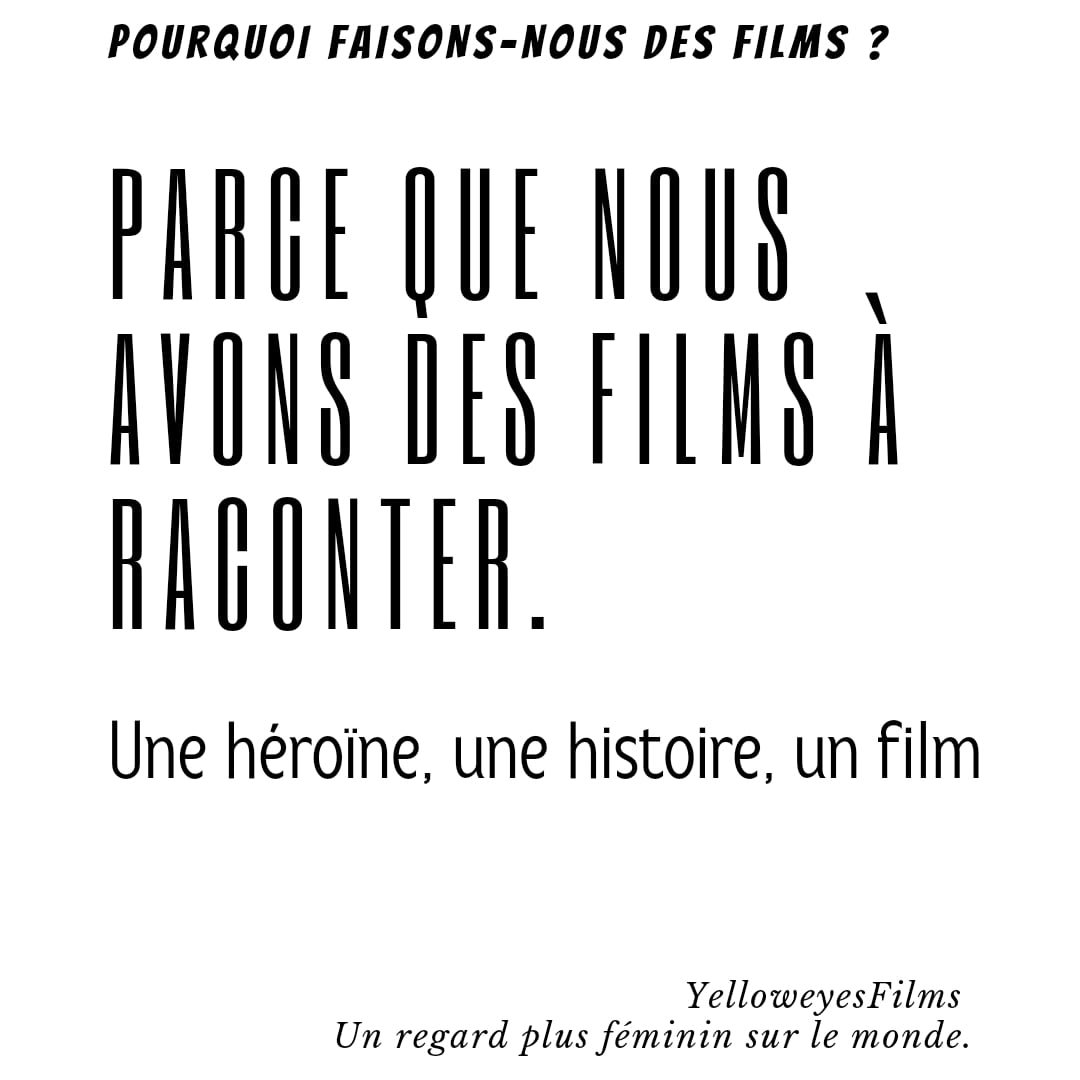 POURQUOI FAISONS-NOUS DES FILMS ?
PARCE QUE NOUS
AVONS DES FILMS À
RACONTER.
Une héroïne, une histoire, un film
YelloweyesFilms
Un regard plus féminin sur le monde.